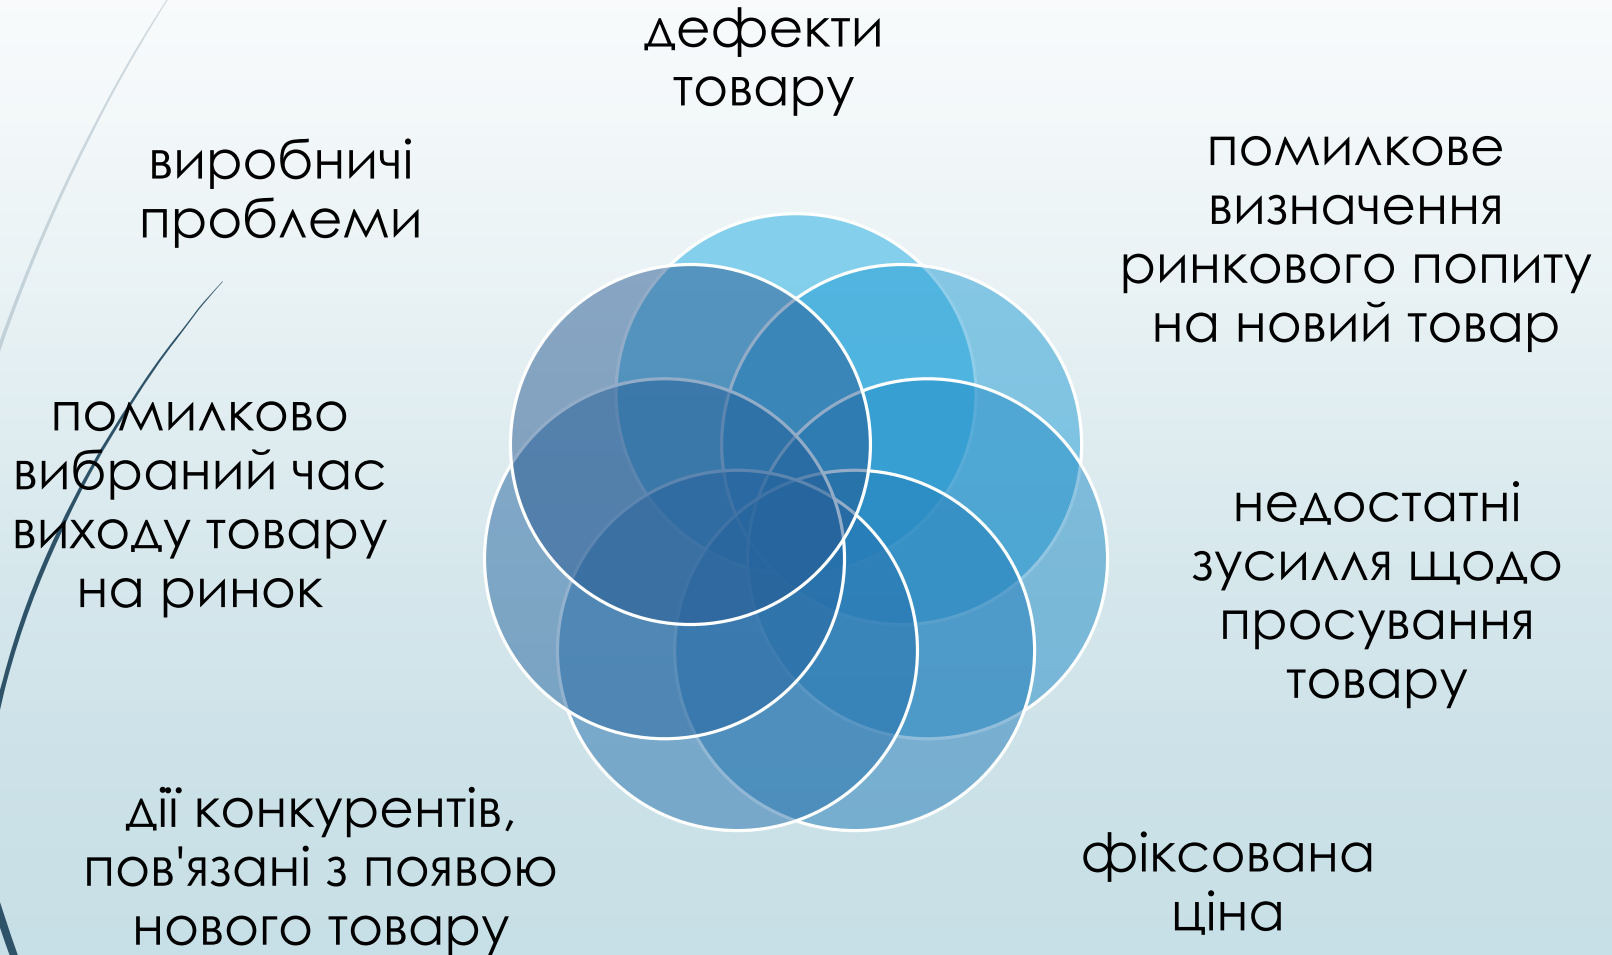 дефекти
товару
помилкове
визначення
ринкового попиту
на новий товар
недостатні
зусилля щодо
просування
товару
фіксована
ціна
дії конкурентів,
пов'язані з появою
нового товару
помилково
вибраний час
виходу товару
на ринок
виробничі
проблеми